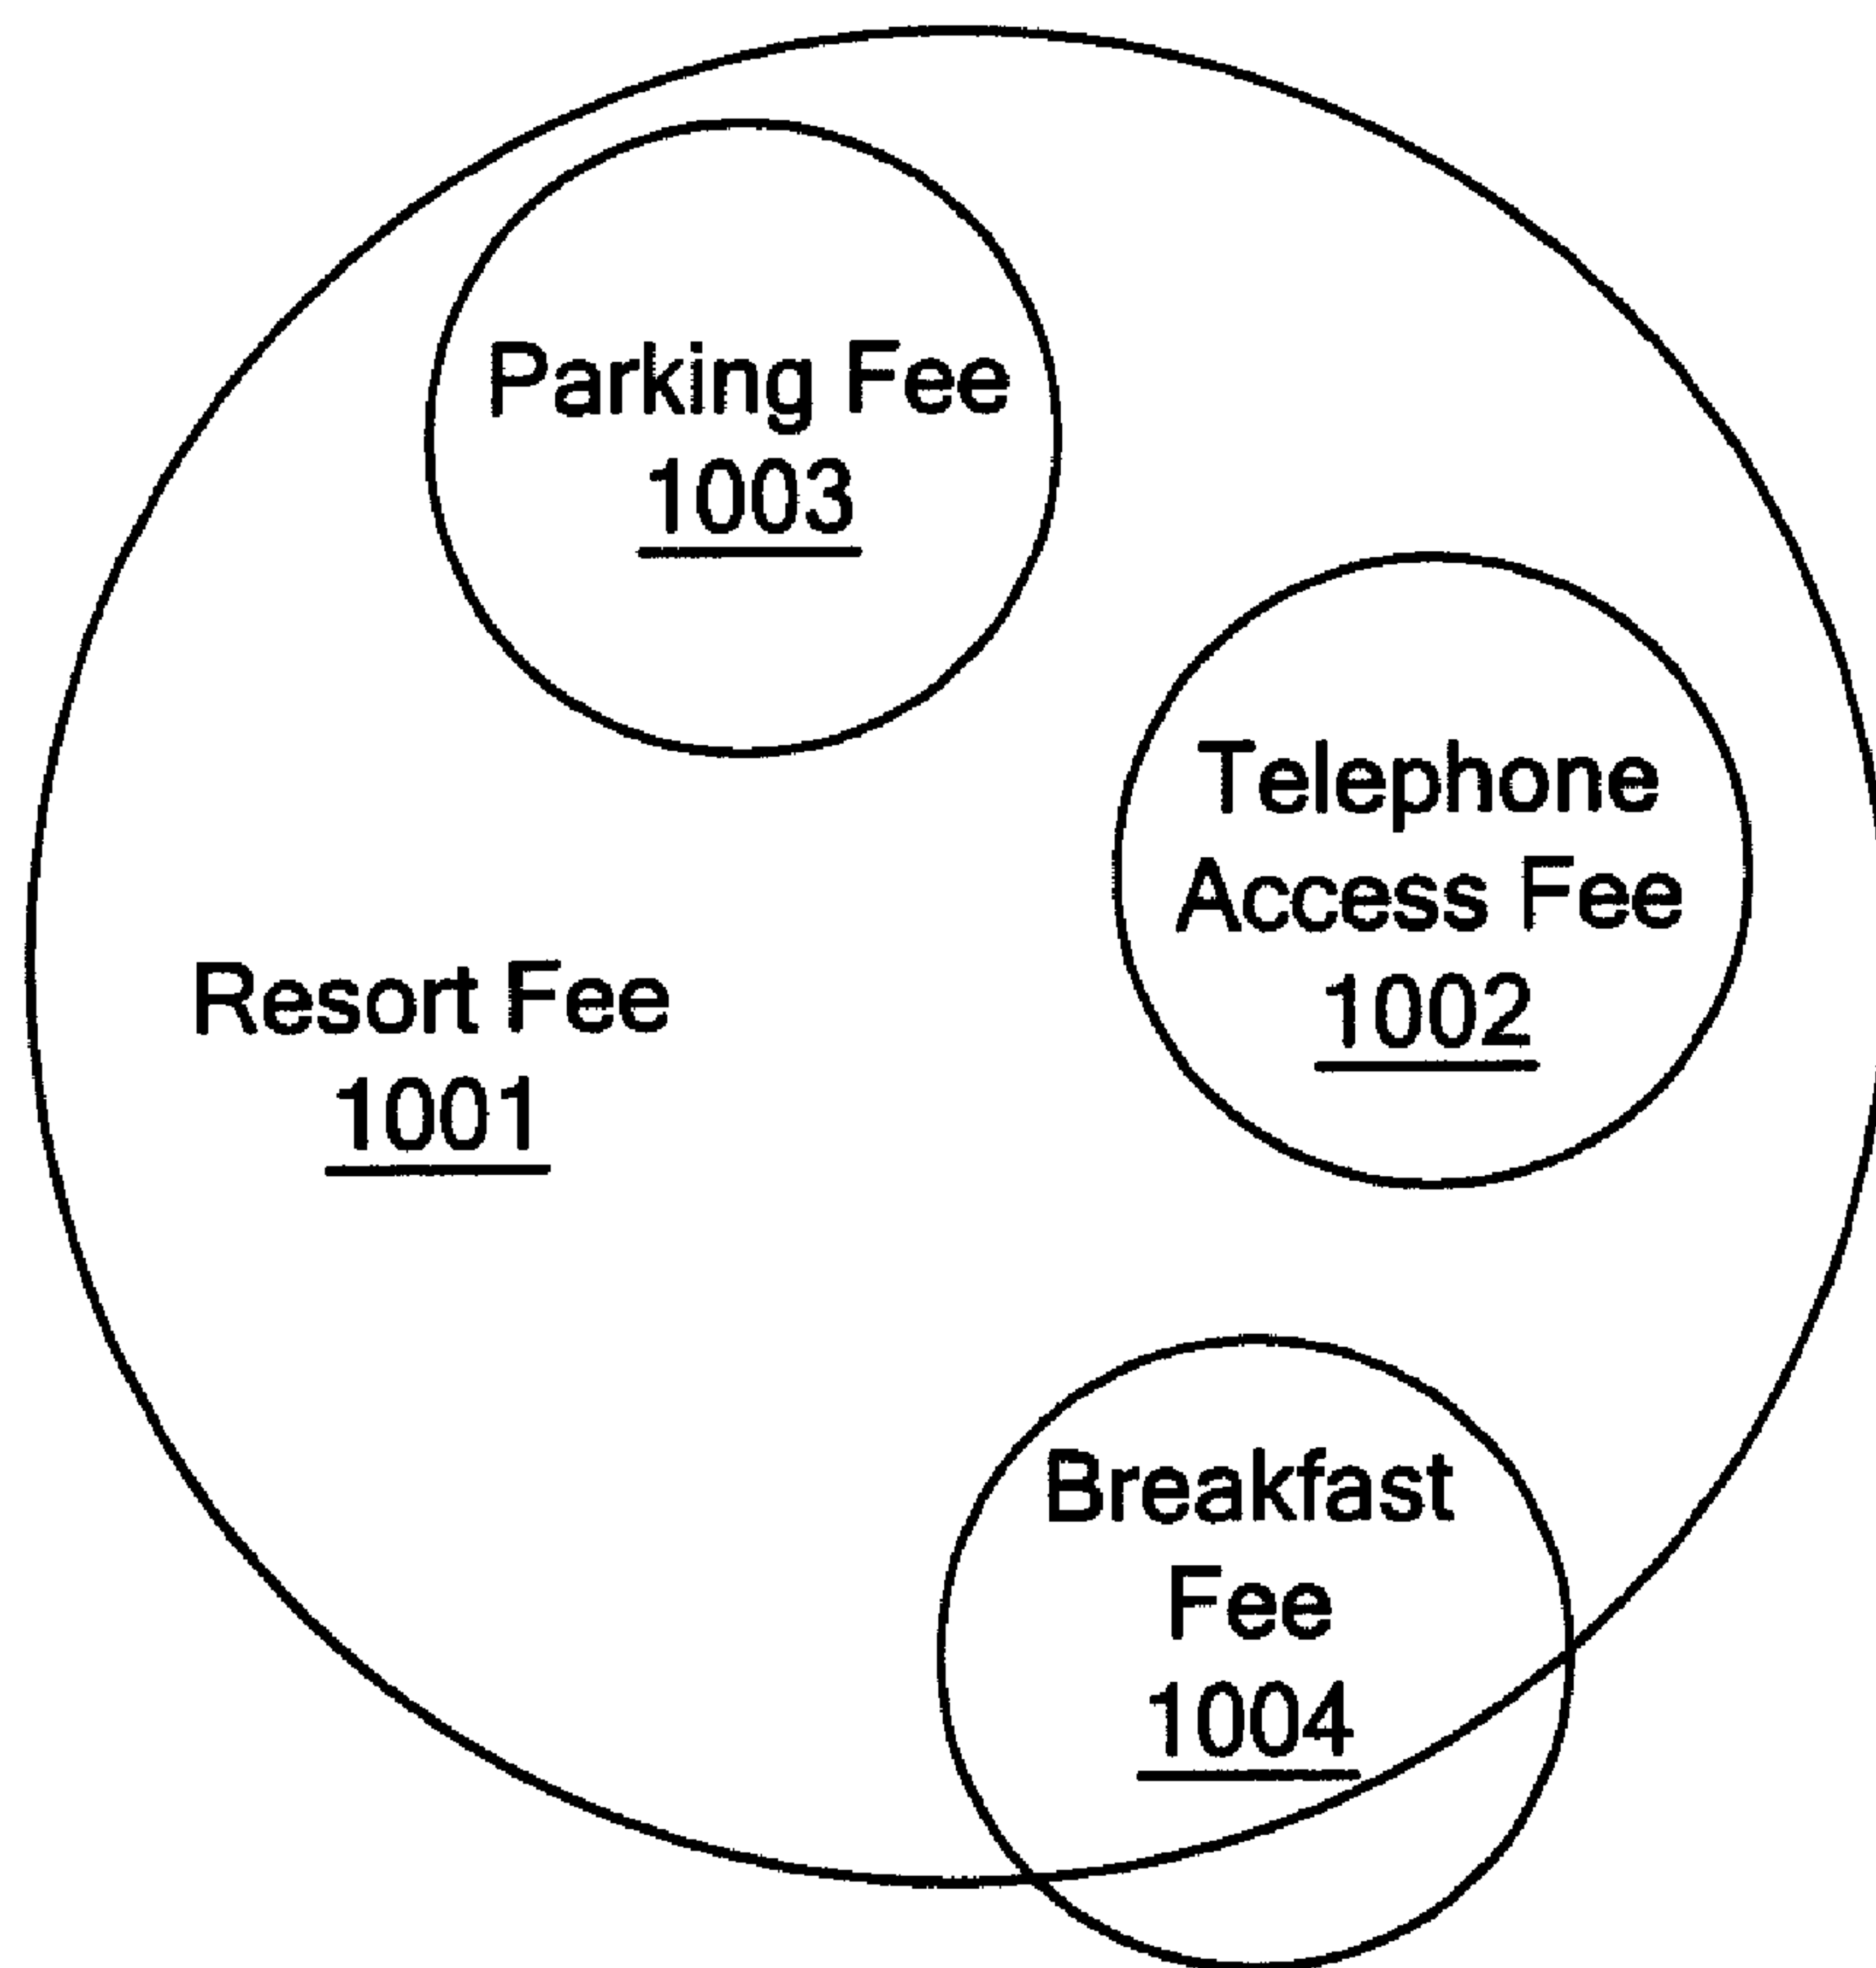 Parking Fee
1003
Telephone
Access Fee
1002
Resort Fee
1001
Breakfast
Fee
1004